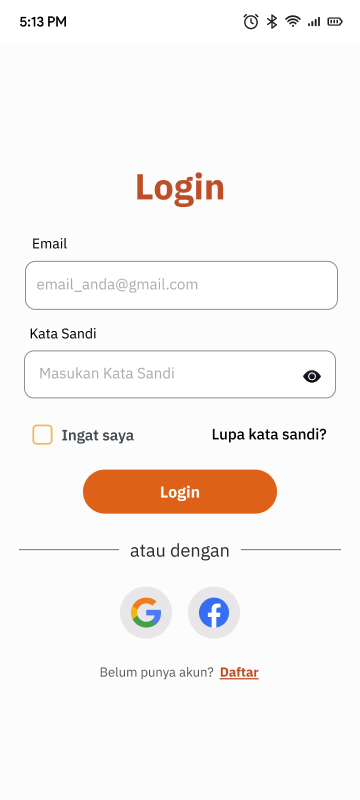 5:13 PM
Login
Email
email_anda@gmail.com
Kata Sandi
Masukan Kata Sandi
Ingat saya
Lupa kata sandi?
Login
atau dengan
Belum punya akun? Daftar